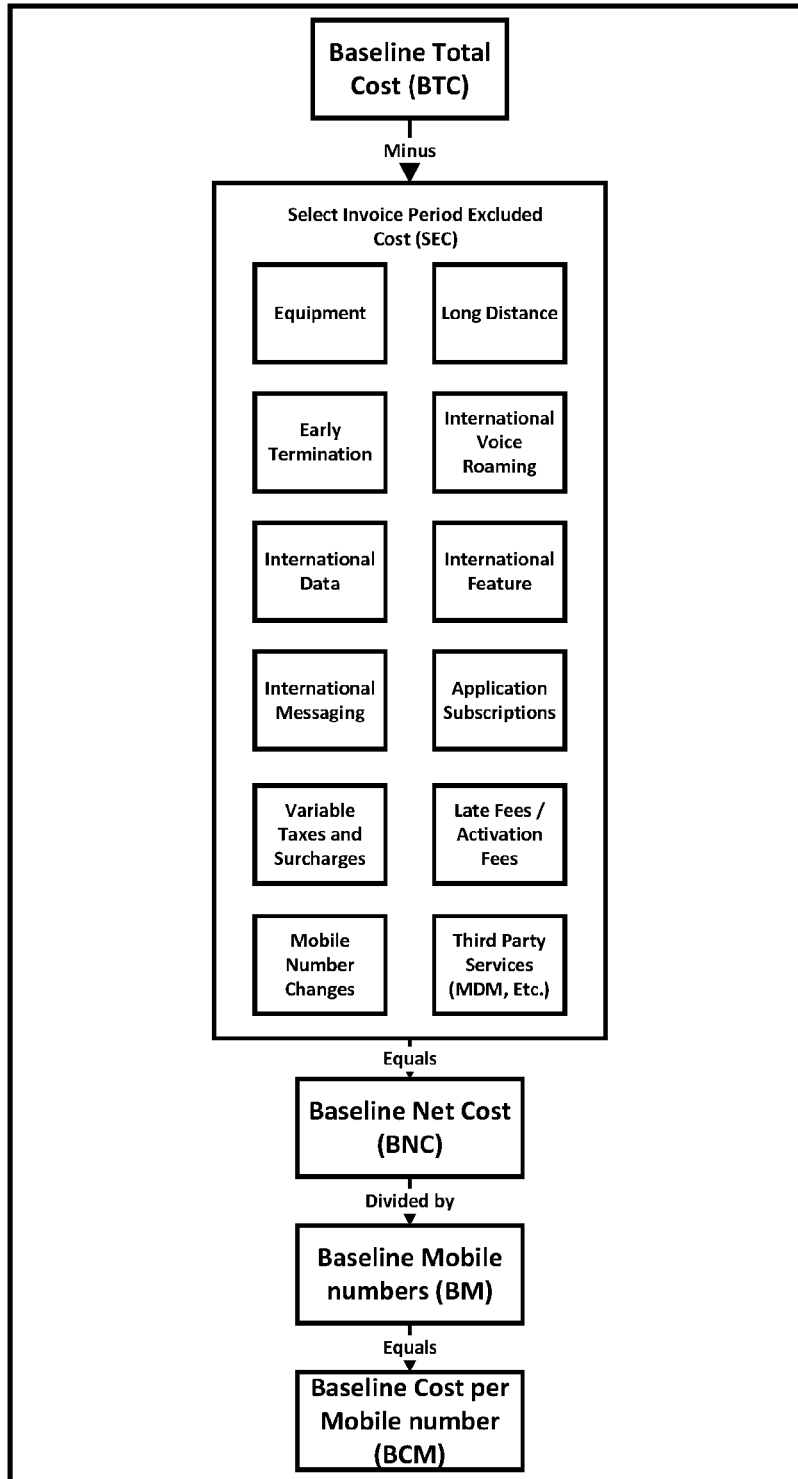 Baseline Total
Cost (BTC)
Minus
Select Invoice Period Excluded
Cost (SEC)
Equipment
Long Distance
Early
Termination
International
Voice
Roaming
International
Data
International
Feature
International
Messaging
Application
Subscriptions
Variable
Taxes and
Surcharges
Late Fees /
Activation
Fees
Mobile
Number
Changes
Third Party
Services
(MDM, Etc.)
Equals
Baseline Net Cost
(BNC)
Divided by
Baseline Mobile
numbers (BM)
Equals
Baseline Cost per
Mobile number
(BCM)